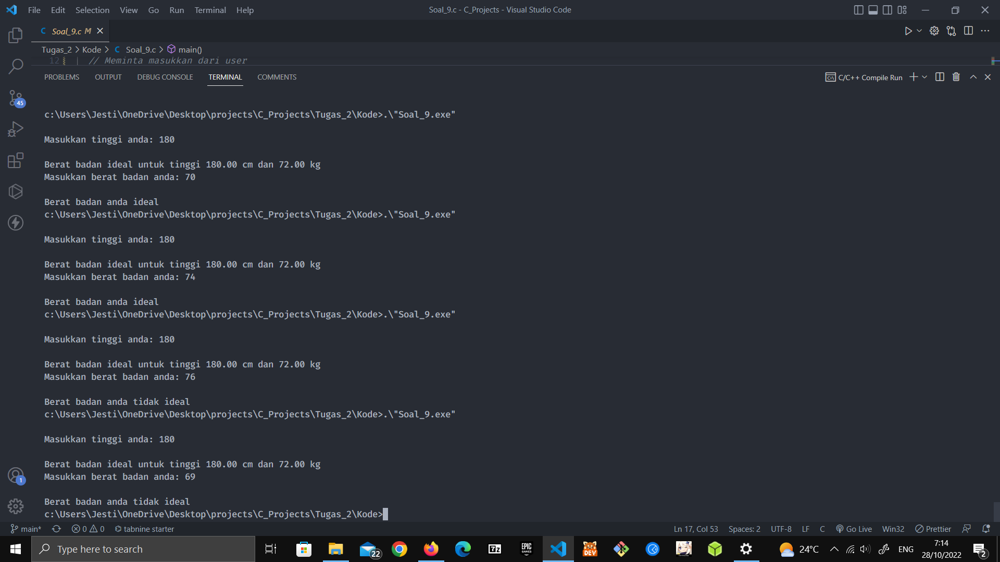 File Edit Selection View Go Run Terminal Help
Soal_9.c - C_Projects - Visual Studio Code
C Soal_9.c M
Tugas_2 > Kode > C Soal_9.c > main()
12 // Meminta masukkan dari user
PROBLEMS OUTPUT DEBUG CONSOLE TERMINAL COMMENTS
C/C++ Compile Run
c:\Users\Jesti\OneDrive\Desktop\projects\C_Projects\Tugas_2\Kode>.\"Soal_9.exe"
Masukkan tinggi anda: 180
Berat badan ideal untuk tinggi 180.00 cm dan 72.00 kg
Masukkan berat badan anda: 70
Berat badan anda ideal
c:\Users\Jesti\OneDrive\Desktop\projects\C_Projects\Tugas_2\Kode>.\"Soal_9.exe"
Masukkan tinggi anda: 180
Berat badan ideal untuk tinggi 180.00 cm dan 72.00 kg
Masukkan berat badan anda: 74
Berat badan anda ideal
c:\Users\Jesti\OneDrive\Desktop\projects\C_Projects\Tugas_2\Kode>.\"Soal_9.exe"
Masukkan tinggi anda: 180
Berat badan ideal untuk tinggi 180.00 cm dan 72.00 kg
Masukkan berat badan anda: 76
Berat badan anda tidak ideal
c:\Users\Jesti\OneDrive\Desktop\projects\C_Projects\Tugas_2\Kode>.\"Soal_9.exe"
Masukkan tinggi anda: 180
Berat badan ideal untuk tinggi 180.00 cm dan 72.00 kg
Masukkan berat badan anda: 69
Berat badan anda tidak ideal
c:\Users\Jesti\OneDrive\Desktop\projects\C_Projects\Tugas_2\Kode>
45
1
main* 0 0 tabnine starter
Ln 17, Col 53 Spaces: 2 UTF-8 LF C Go Live Win32 Prettier
Type here to search
22
7z
EPIC GAMES
DEV
24°C
ENG
7:14
28/10/2022
2